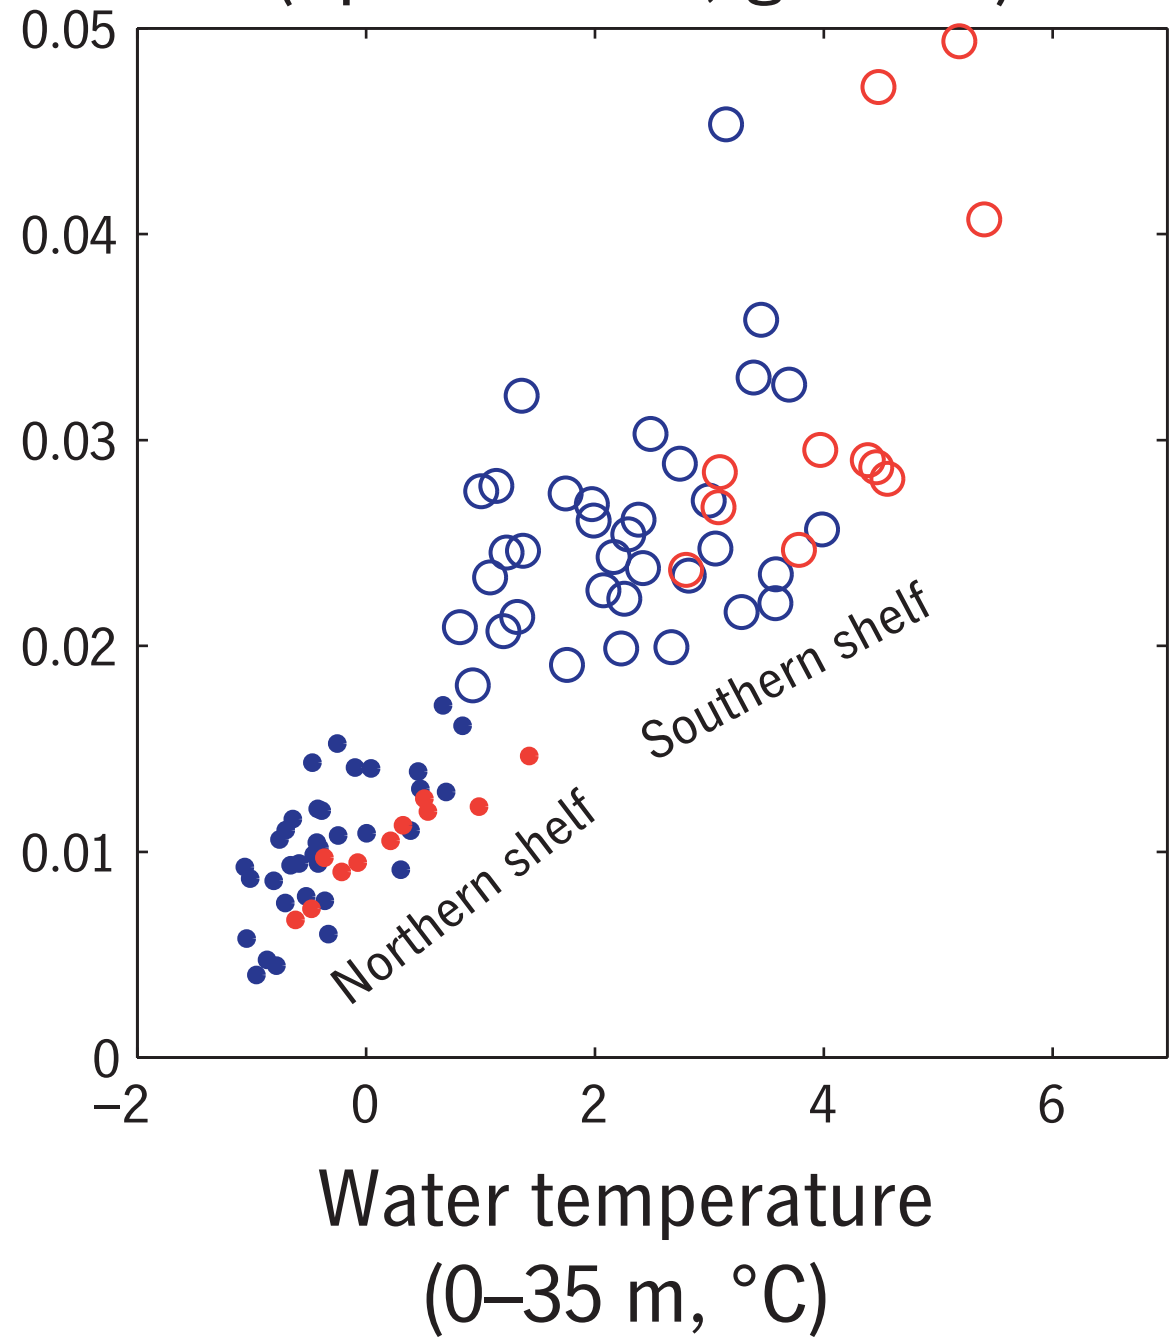 0.05
0.04
0.03
0.02
0.01
0
Southern shelf
Northern shelf
–2 0 2 4 6
Water temperature
(0–35 m, °C)